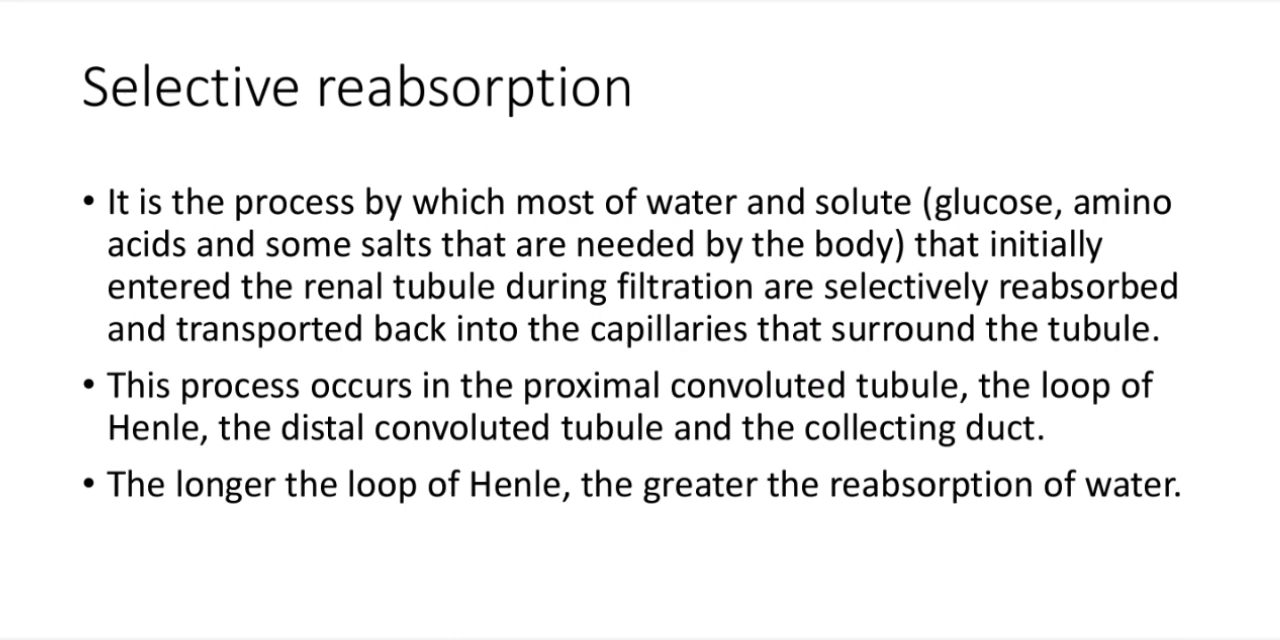 Selective reabsorption
• It is the process by which most of water and solute (glucose, amino
acids and some salts that are needed by the body) that initially
entered the renal tubule during filtration are selectively reabsorbed
and transported back into the capillaries that surround the tubule.
• This process occurs in the proximal convoluted tubule, the loop of
Henle, the distal convoluted tubule and the collecting duct.
• The longer the loop of Henle, the greater the reabsorption of water.